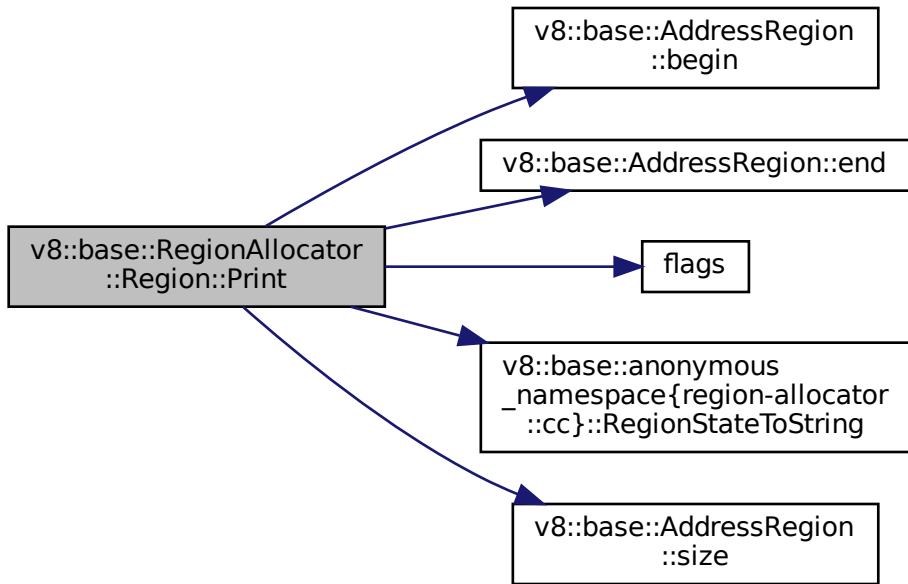 v8::base::AddressRegion
::begin
v8::base::AddressRegion::end
v8::base::RegionAllocator
::Region::Print
flags
v8::base::anonymous
_namespace{region-allocator
::cc}::RegionStateToString
v8::base::AddressRegion
::size